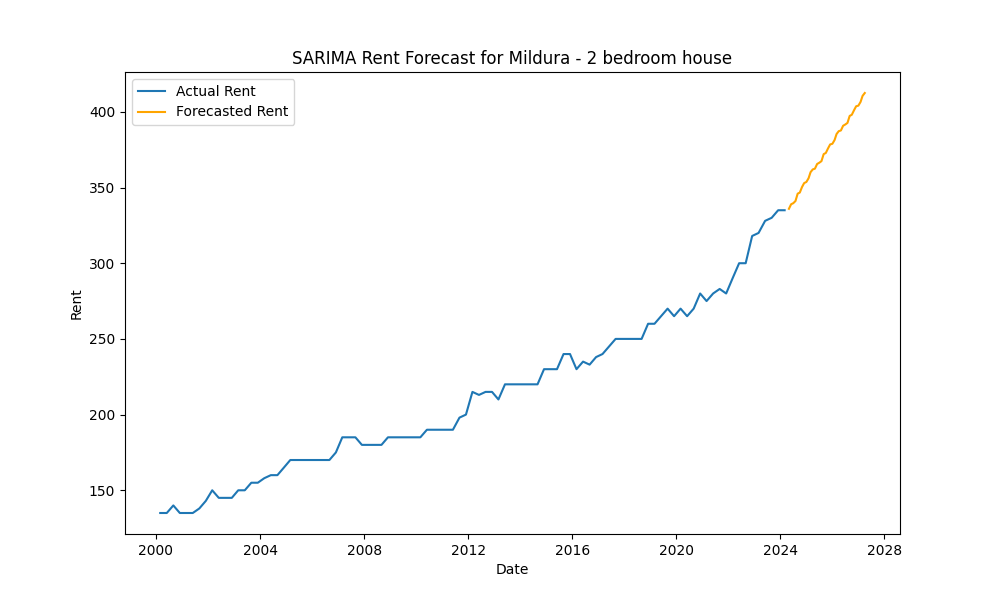 SARIMA Rent Forecast for Mildura - 2 bedroom house
Actual Rent
Forecasted Rent
400
350
300
250
200
150
Rent
2000 2004 2008 2012 2016 2020 2024 2028
Date